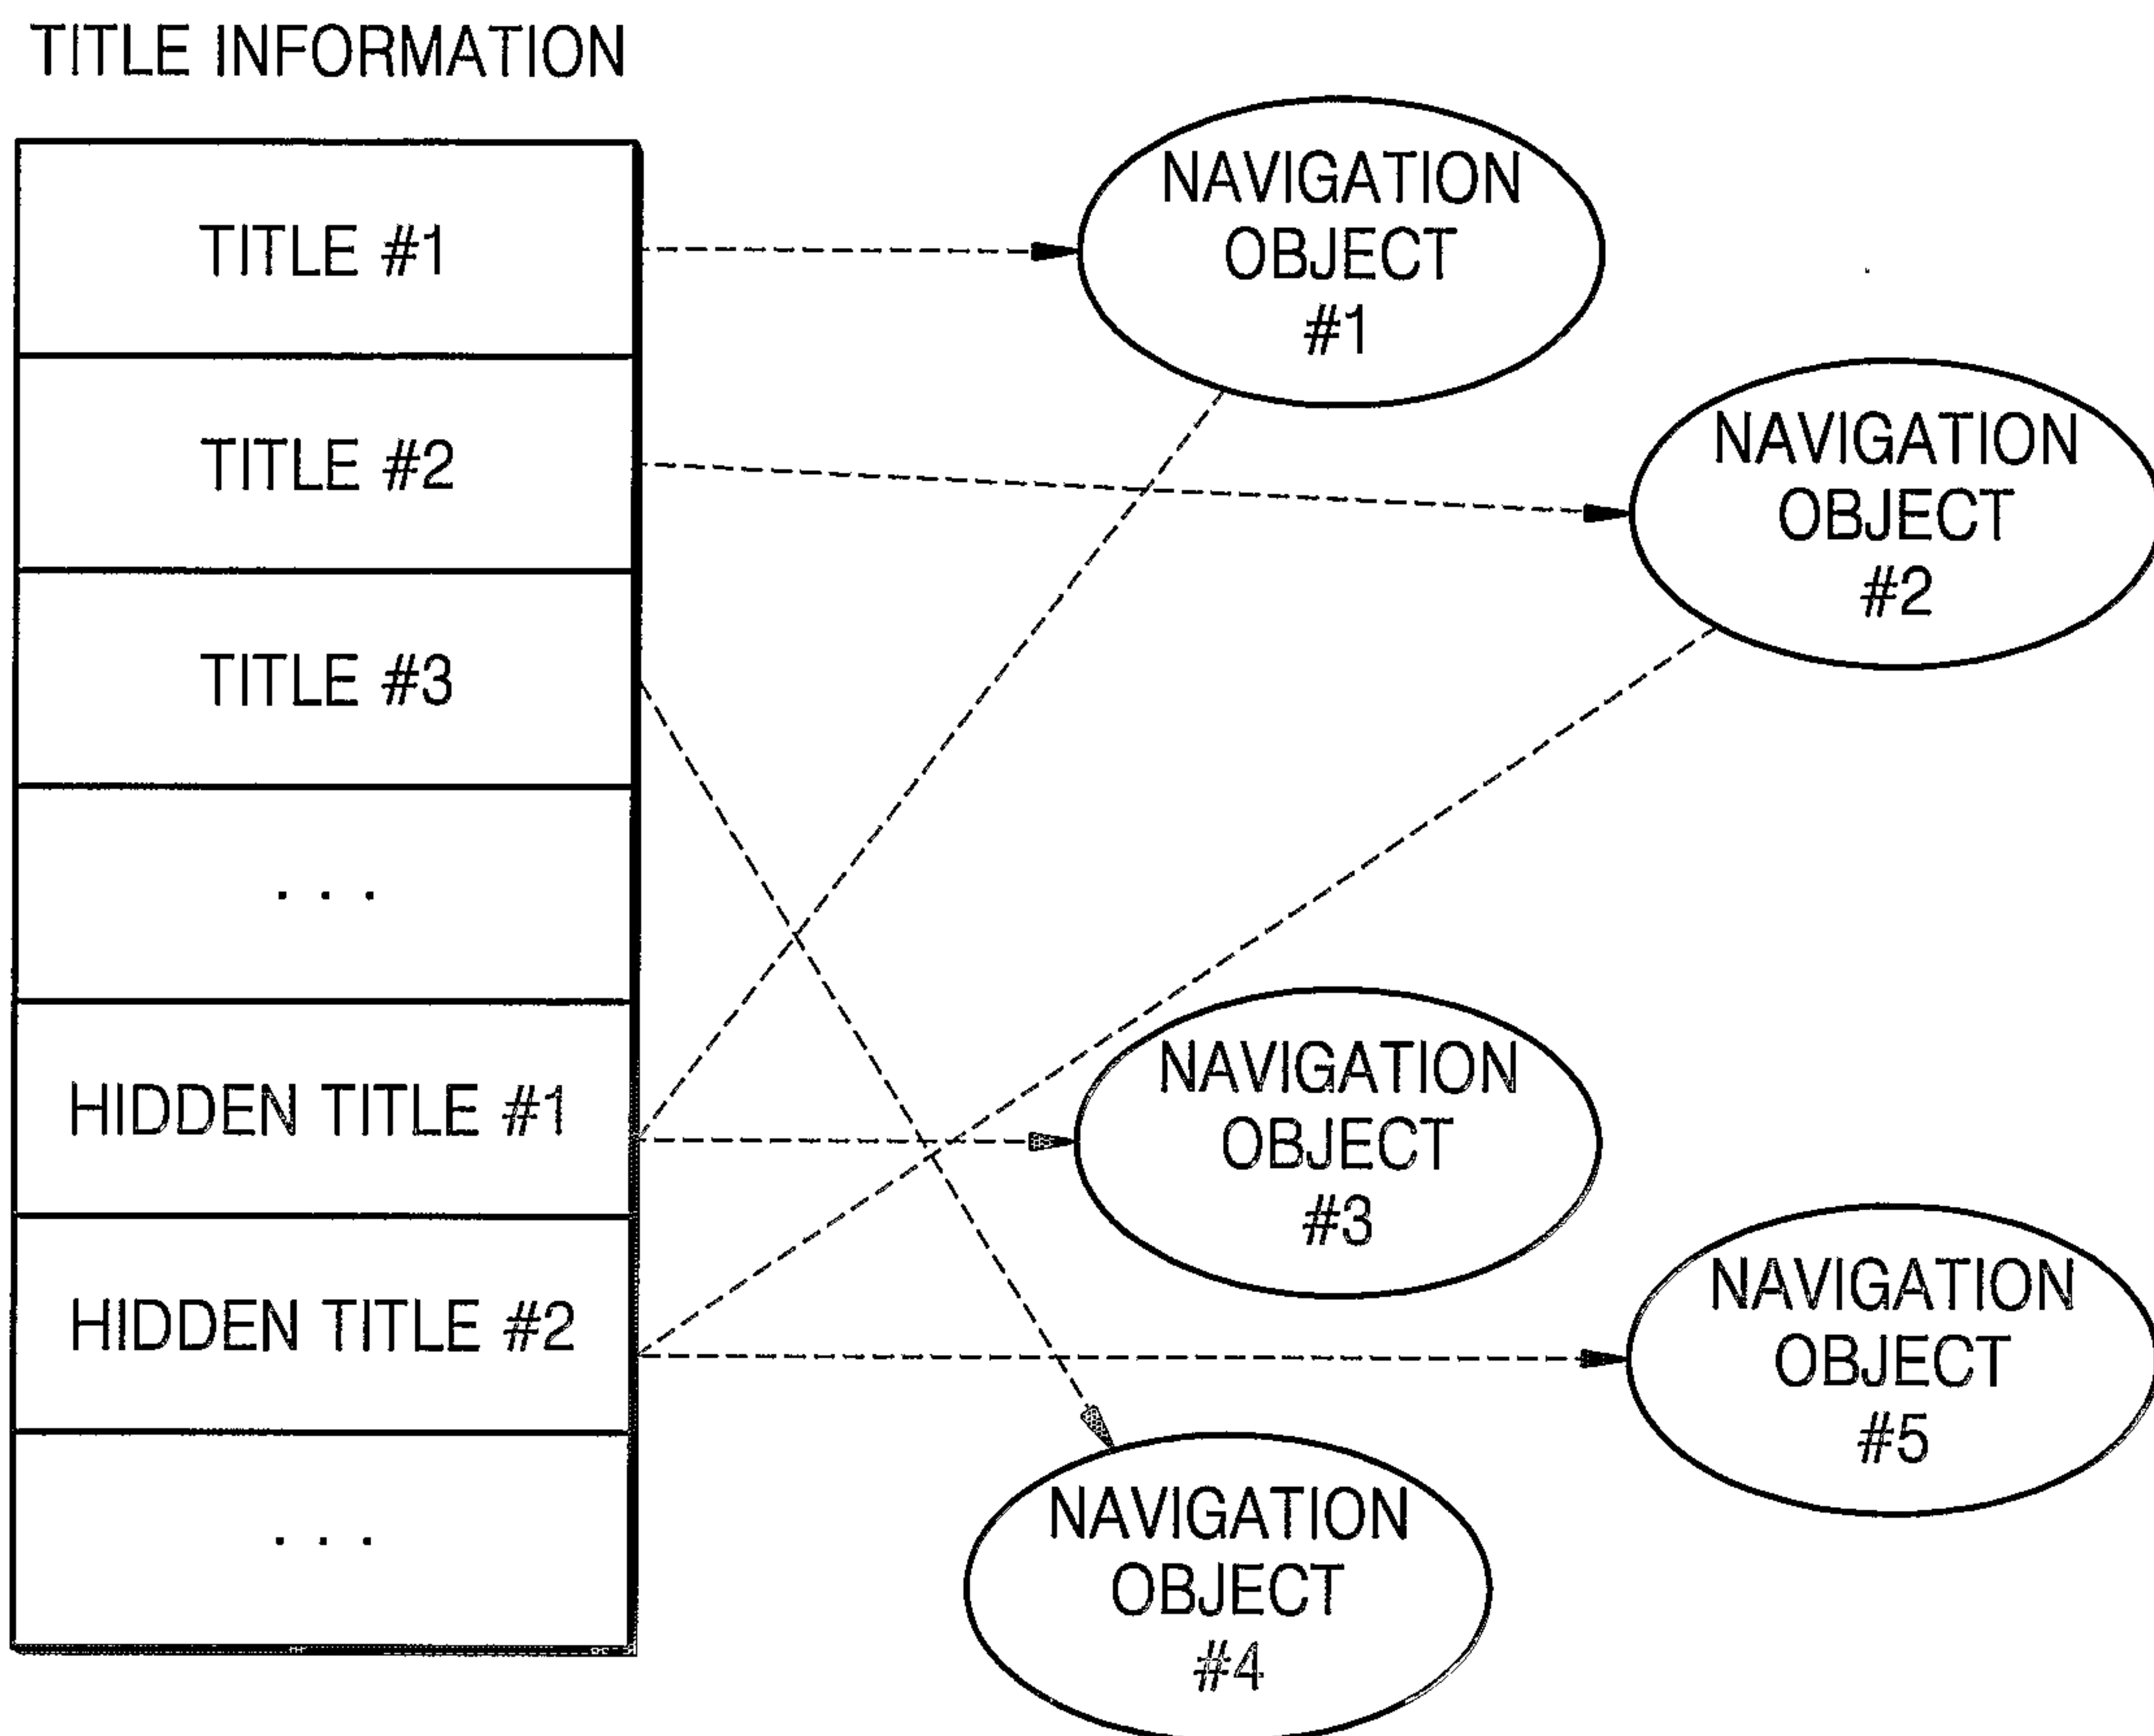 TITLE INFORMATION
TITLE #1
TITLE #2
TITLE #3
. . .
HIDDEN TITLE #1
HIDDEN TITLE #2
. . .
NAVIGATION
OBJECT
#1
NAVIGATION
OBJECT
#2
NAVIGATION
OBJECT
#3
NAVIGATION
OBJECT
#5
NAVIGATION
OBJECT
#4